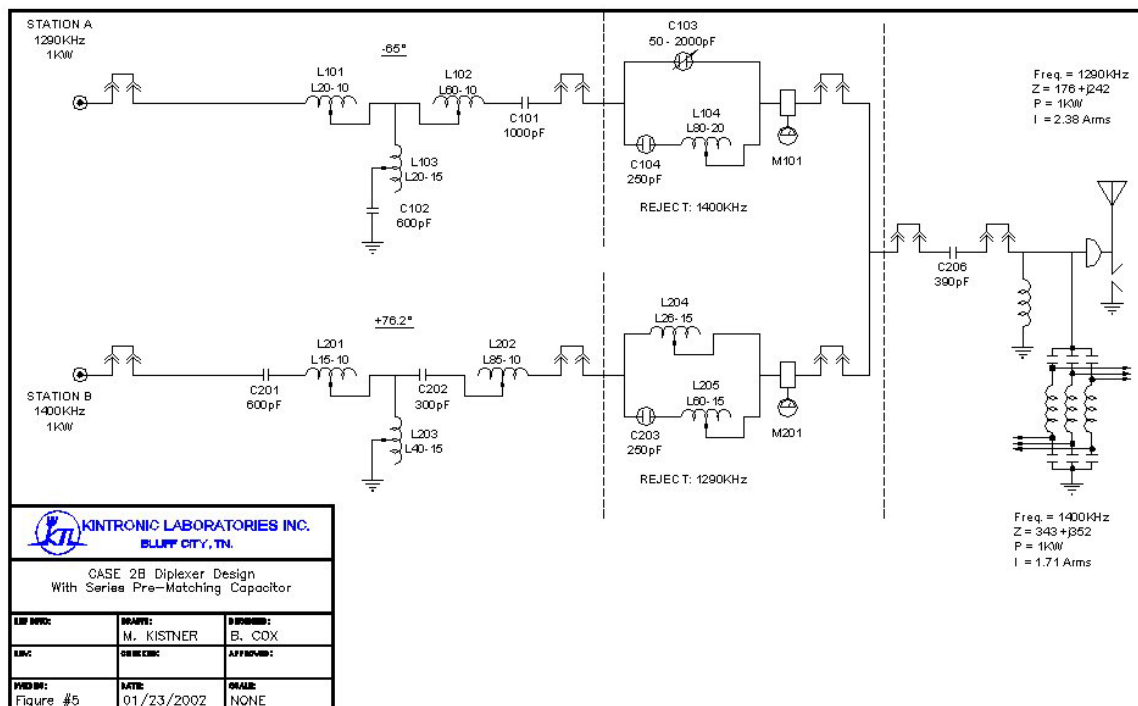 STATION A
1290KHz
1KW
-65°
L101
L20-10
L102
L60-10
C101
1000pF
L103
L20-15
C102
600pF
C103
50 - 2000pF
L104
L80-20
C104
250pF
M101
REJECT: 1400KHz
Freq. = 1290KHz
Z = 176 +j242
P = 1KW
I = 2.38 Arms
C206
390pF
STATION B
1400KHz
1KW
+76.2°
C201
600pF
L201
L15-10
C202
300pF
L202
L85-10
L203
L40-15
L204
L26-15
L205
L60-15
C203
250pF
M201
REJECT: 1290KHz
Freq. = 1400KHz
Z = 343 +j352
P = 1KW
I = 1.71 Arms
KTL
KINTRONIC LABORATORIES INC.
BLUFF CITY, TN.
CASE 2B Diplexer Design
With Series Pre-Matching Capacitor
M. KISTNER
B. COX
APPROVED:
Figure #5
DATE:
01/23/2002
SCALE:
NONE